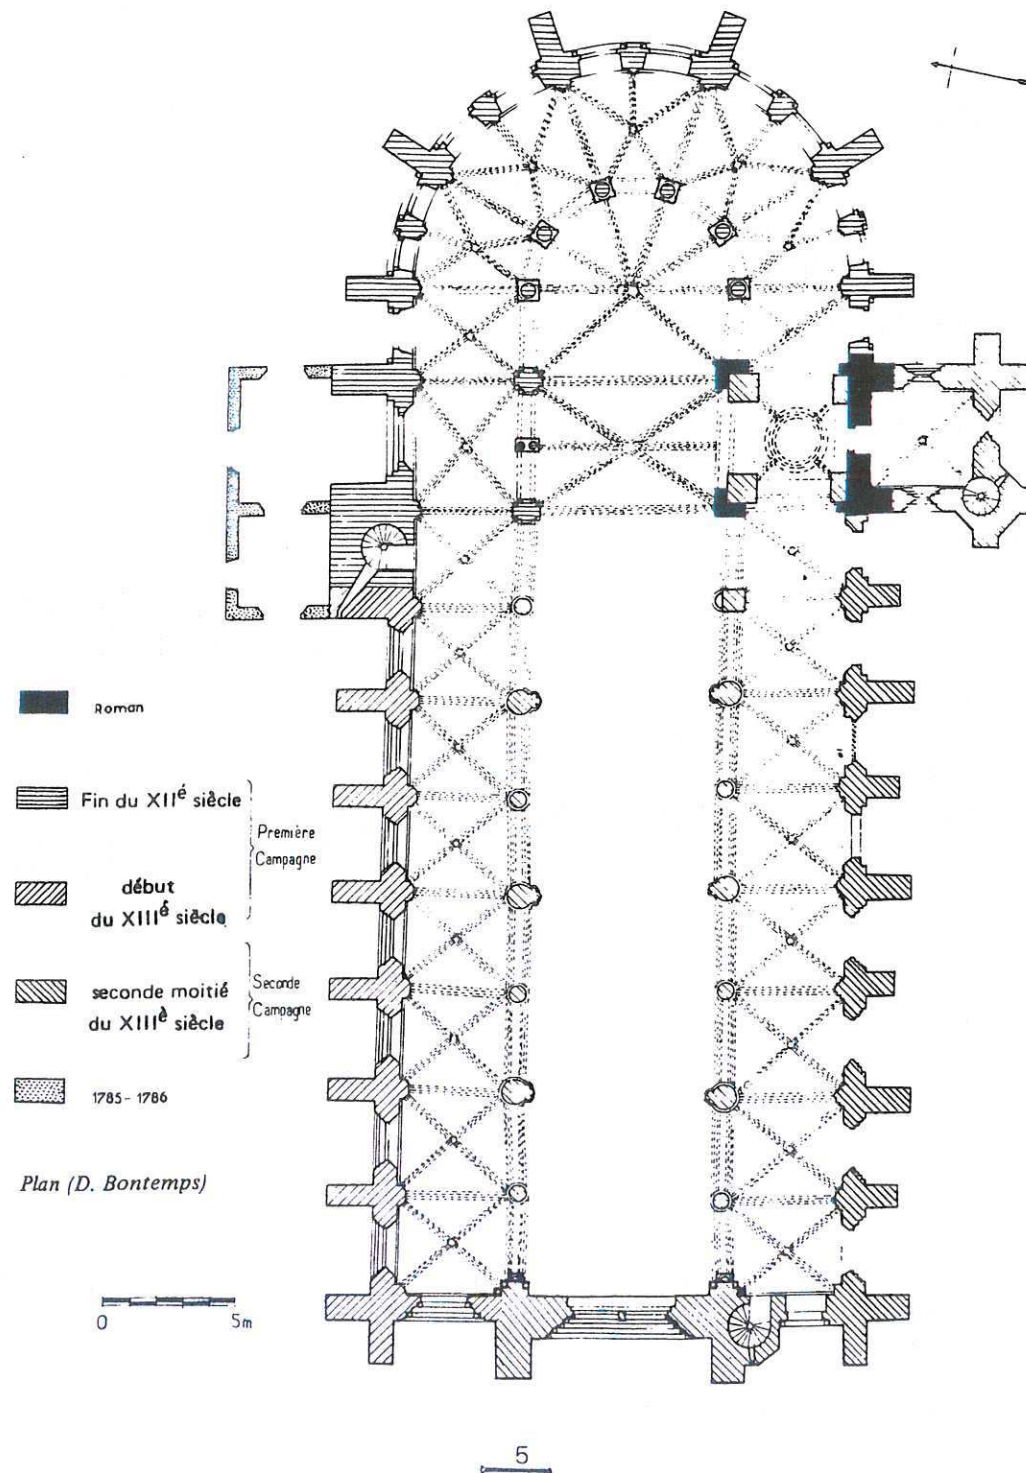 Roman
Fin du XIIé siècle
Première
Campagne
début
du XIIIé siècle
seconde moitié
du XIIIè siècle
Seconde
Campagne
1785-1786
Plan (D. Bontemps)
0 5m
5